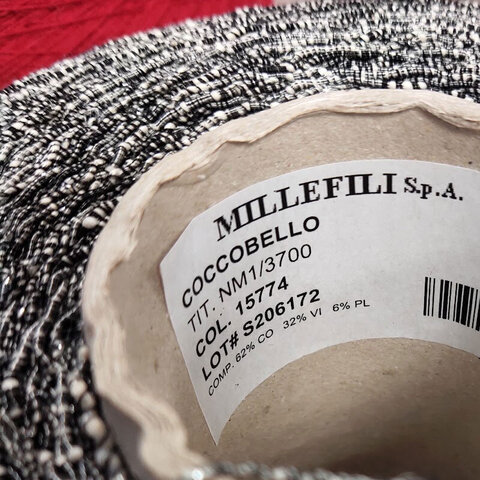 MILLEFILI S.p.A.
COCCOBELLO
TIT. NM1/3700
COL. 15774
LOT# S206172
COMP. 62% CO 32% VI 6% PL